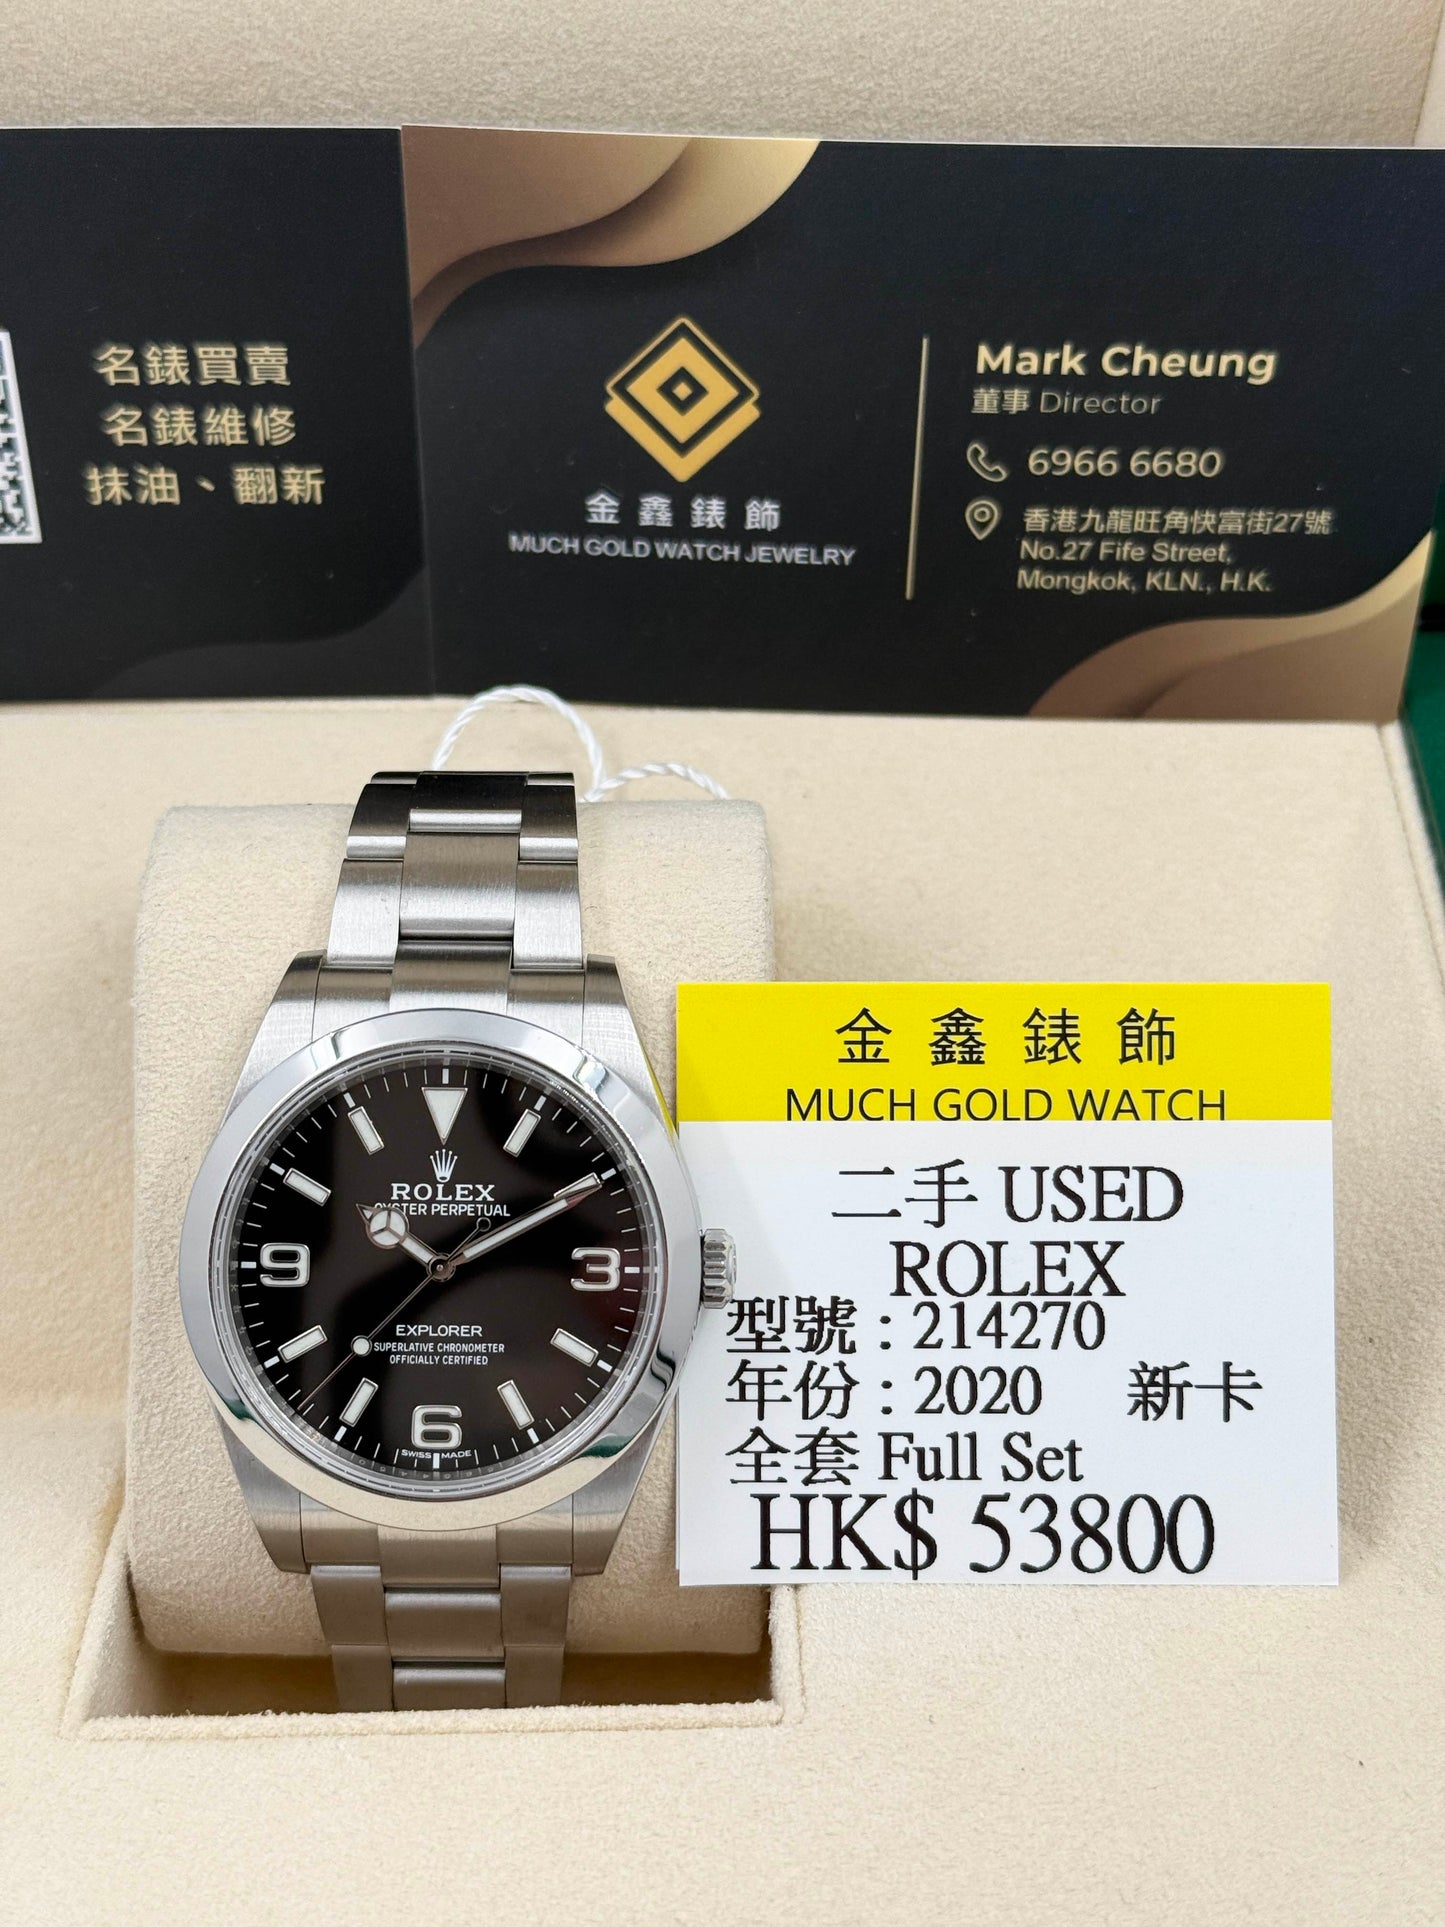 名錶買賣
名錶維修
抹油、翻新
金鑫錶飾
MUCH GOLD WATCH JEWELRY
Mark Cheung
董事 Director
6966 6680
香港九龍旺角快富街27號
No.27 Fife Street,
Mongkok, KLN., H.K.
ROLEX
OYSTER PERPETUAL
9
3
EXPLORER
SUPERLATIVE CHRONOMETER
OFFICIALLY CERTIFIED
6
SWISS MADE
金鑫錶飾
MUCH GOLD WATCH
二手 USED
ROLEX
型號 : 214270
年份 : 2020 新卡
全套 Full Set
HK$ 53800